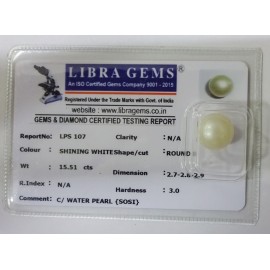 LIBRA GEMS
An ISO Certified Gems Company 9001 - 2015
Registered Under the Trade Marks with Govt. of India
website : www.libragems.co.in
GEMS & DIAMOND CERTIFIED TESTING REPORT
ReportNo: LPS 107 Clarity : N/A
Colour : SHINING WHITE Shape/cut : ROUND
Wt : 15.51 cts Dimension : 2.7-2.8-2.9
R.Index : N/A Hardness : 3.0
Comment : C/ WATER PEARL (SOSI)